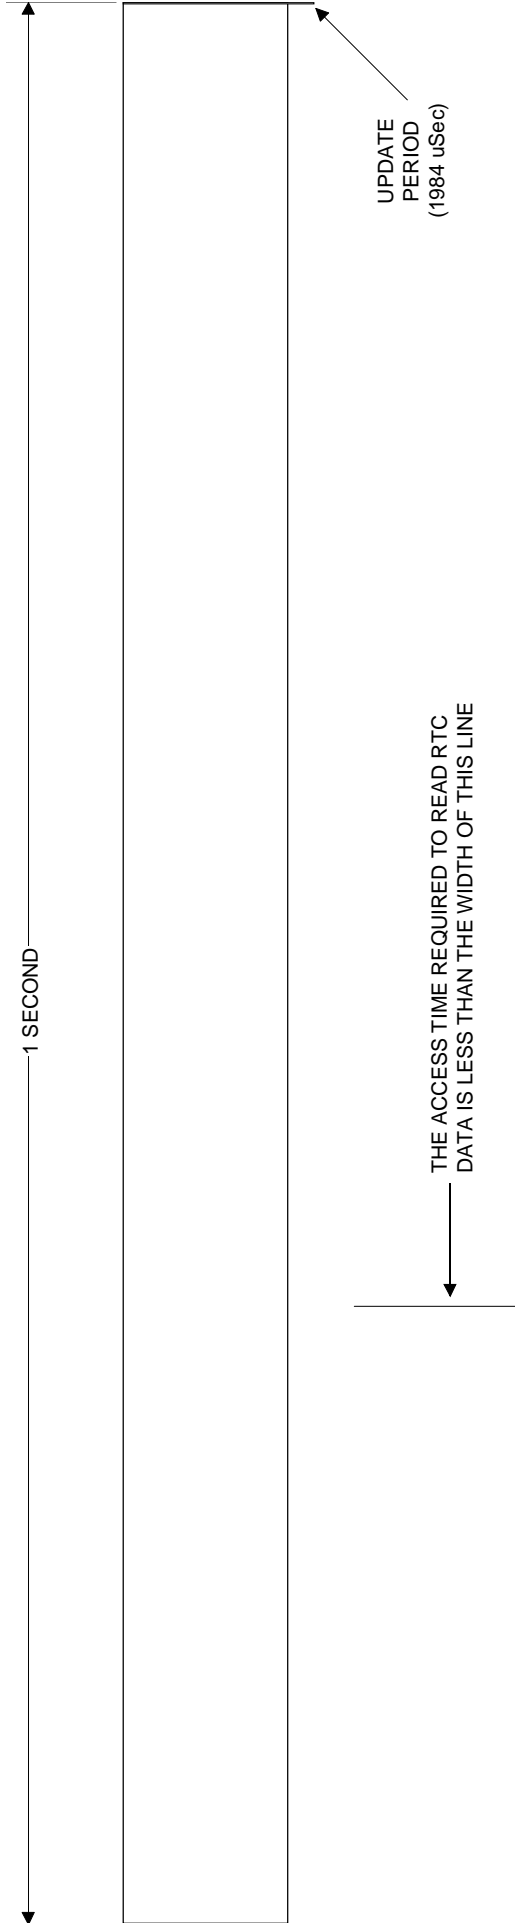 1 SECOND
UPDATE
PERIOD
(1984 uSec)
THE ACCESS TIME REQUIRED TO READ RTC
DATA IS LESS THAN THE WIDTH OF THIS LINE